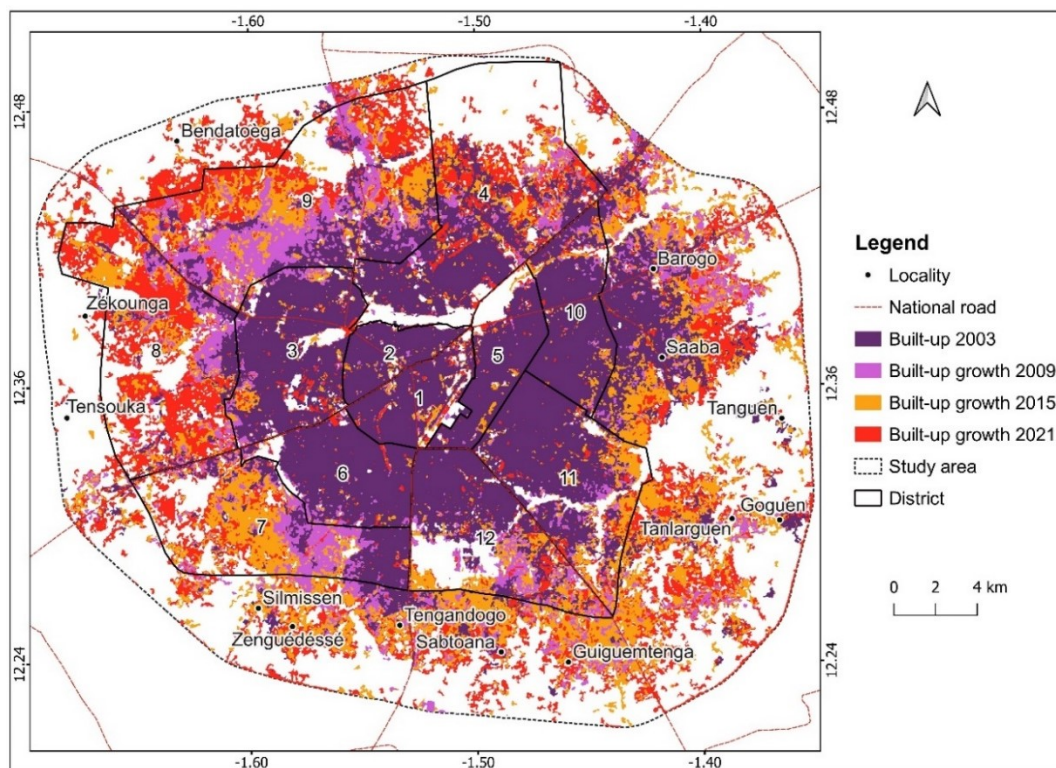 -1.60 -1.50 -1.40
12.48 12.48
Bendatoèga
9
4
Barogo
Zékounga
10
8
3
2
5
Saaba
12.36 12.36
1
Tensouka
Tanguen
6
11
Goguen
7
Tanlarguen
12
Silmissen
Tengandogo
Zenguédéssé
Sabtoana
Guiguemtenga
12.24 12.24
-1.60 -1.50 -1.40
Legend
Locality
National road
Built-up 2003
Built-up growth 2009
Built-up growth 2015
Built-up growth 2021
Study area
District
0 2 4 km